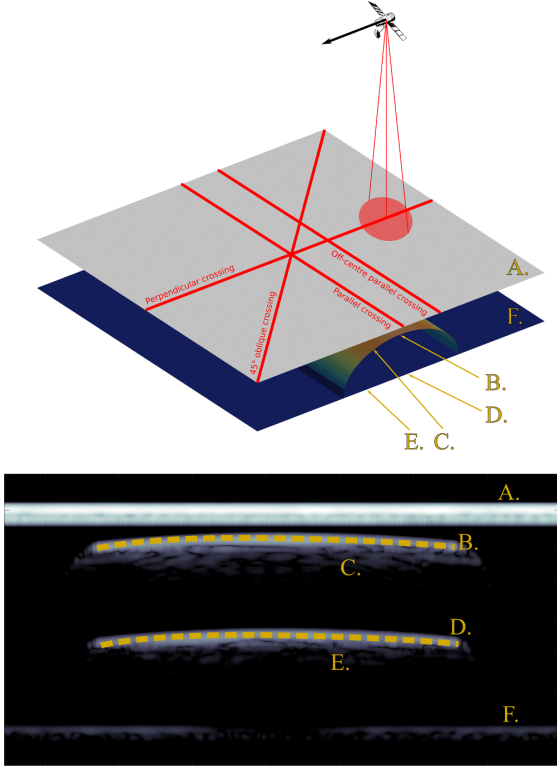 A.
Perpendicular crossing
45° oblique crossing
Off-centre parallel crossing
Parallel crossing
F.
B.
D.
E.
C.
A.
B.
C.
D.
E.
F.